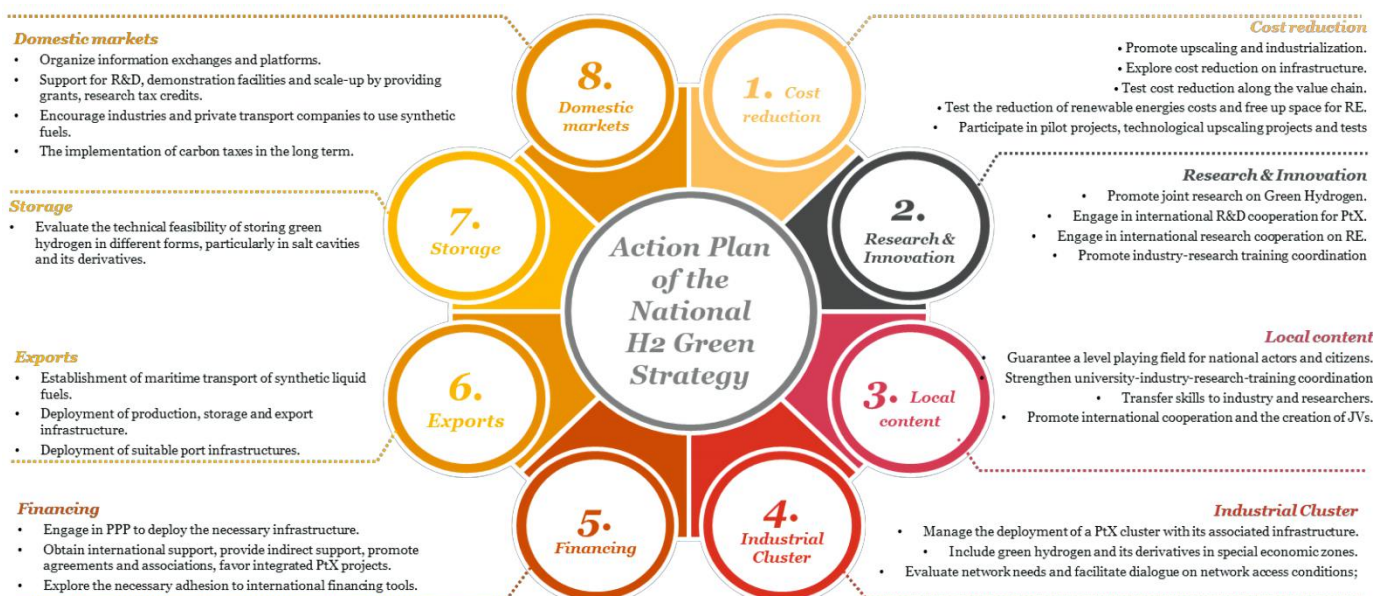 Domestic markets
• Organize information exchanges and platforms.
• Support for R&D, demonstration facilities and scale-up by providing
grants, research tax credits.
• Encourage industries and private transport companies to use synthetic
fuels.
• The implementation of carbon taxes in the long term.
Storage
• Evaluate the technical feasibility of storing green
hydrogen in different forms, particularly in salt cavities
and its derivatives.
Exports
• Establishment of maritime transport of synthetic liquid
fuels.
• Deployment of production, storage and export
infrastructure.
• Deployment of suitable port infrastructures.
Financing
• Engage in PPP to deploy the necessary infrastructure.
• Obtain international support, provide indirect support, promote
agreements and associations, favor integrated PtX projects.
• Explore the necessary adhesion to international financing tools.
8.
Domestic
markets
1. Cost
reduction
7.
Storage
2.
Research &
Innovation
Action Plan
of the
National
H2 Green
Strategy
6.
Exports
3. Local
content
5.
Financing
4.
Industrial
Cluster
Cost reduction
• Promote upscaling and industrialization.
• Explore cost reduction on infrastructure.
• Test cost reduction along the value chain.
• Test the reduction of renewable energies costs and free up space for RE.
• Participate in pilot projects, technological upscaling projects and tests
Research & Innovation
• Promote joint research on Green Hydrogen.
• Engage in international R&D cooperation for PtX.
• Engage in international research cooperation on RE.
• Promote industry-research training coordination
Local content
• Guarantee a level playing field for national actors and citizens.
• Strengthen university-industry-research-training coordination
• Transfer skills to industry and researchers.
• Promote international cooperation and the creation of JVs.
Industrial Cluster
• Manage the deployment of a PtX cluster with its associated infrastructure.
• Include green hydrogen and its derivatives in special economic zones.
• Evaluate network needs and facilitate dialogue on network access conditions;